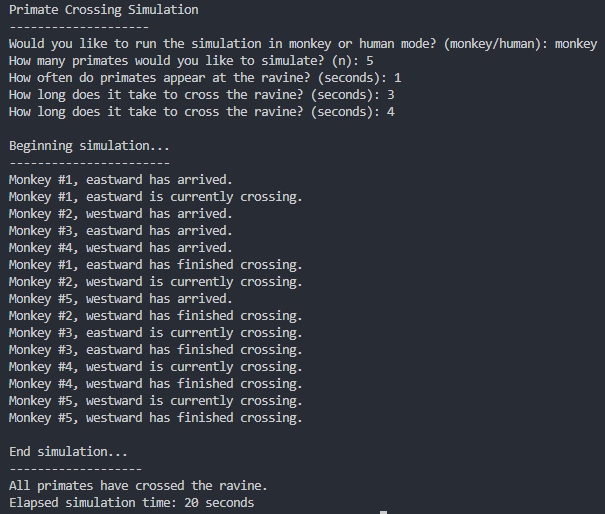 Primate Crossing Simulation
--------------------
Would you like to run the simulation in monkey or human mode? (monkey/human): monkey
How many primates would you like to simulate? (n): 5
How often do primates appear at the ravine? (seconds): 1
How long does it take to cross the ravine? (seconds): 3
How long does it take to cross the ravine? (seconds): 4

Beginning simulation...
-----------------------
Monkey #1, eastward has arrived.
Monkey #1, eastward is currently crossing.
Monkey #2, westward has arrived.
Monkey #3, eastward has arrived.
Monkey #4, westward has arrived.
Monkey #1, eastward has finished crossing.
Monkey #2, westward is currently crossing.
Monkey #5, westward has arrived.
Monkey #2, westward has finished crossing.
Monkey #3, eastward is currently crossing.
Monkey #3, eastward has finished crossing.
Monkey #4, westward is currently crossing.
Monkey #4, westward has finished crossing.
Monkey #5, westward is currently crossing.
Monkey #5, westward has finished crossing.

End simulation...
-------------------
All primates have crossed the ravine.
Elapsed simulation time: 20 seconds